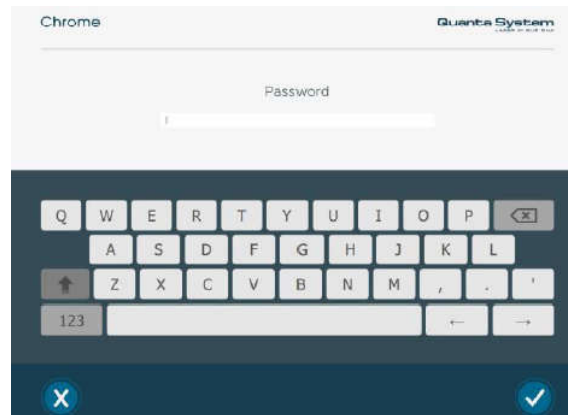 Chrome
Quanta System
Password
Q W E R T Y U I O P
A S D F G H J K L
Z X C V B N M , . '
123 ← →